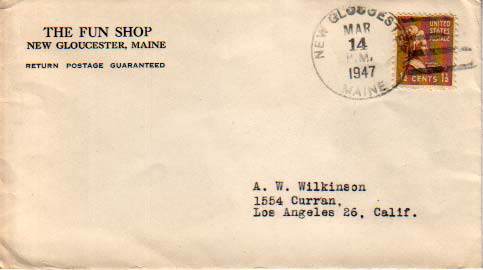 THE FUN SHOP
NEW GLOUCESTER, MAINE
RETURN POSTAGE GUARANTEED
NEW GLOUCESTER
MAR
14
P.M.
1947
MAINE
UNITED
STATES
POSTAGE
CENTS
A. W. Wilkinson
1554 Curran,
Los Angeles 26, Calif.